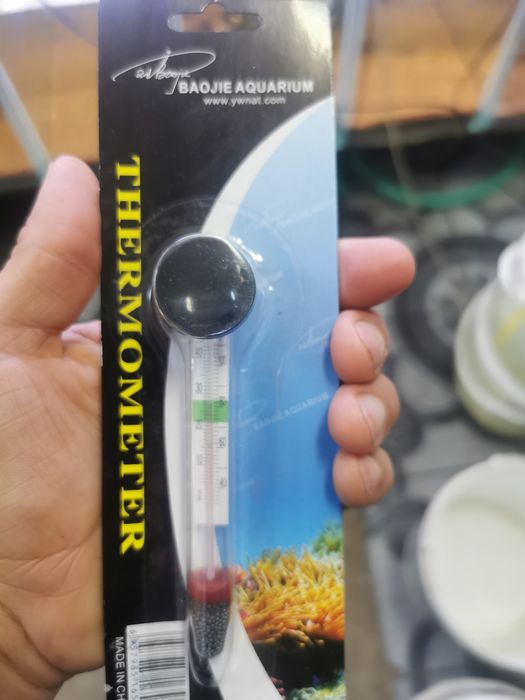 BAOJIE AQUARIUM
www.ywnat.com
THERMOMETER
BAOJIE AQUARIUM
MADE IN CH